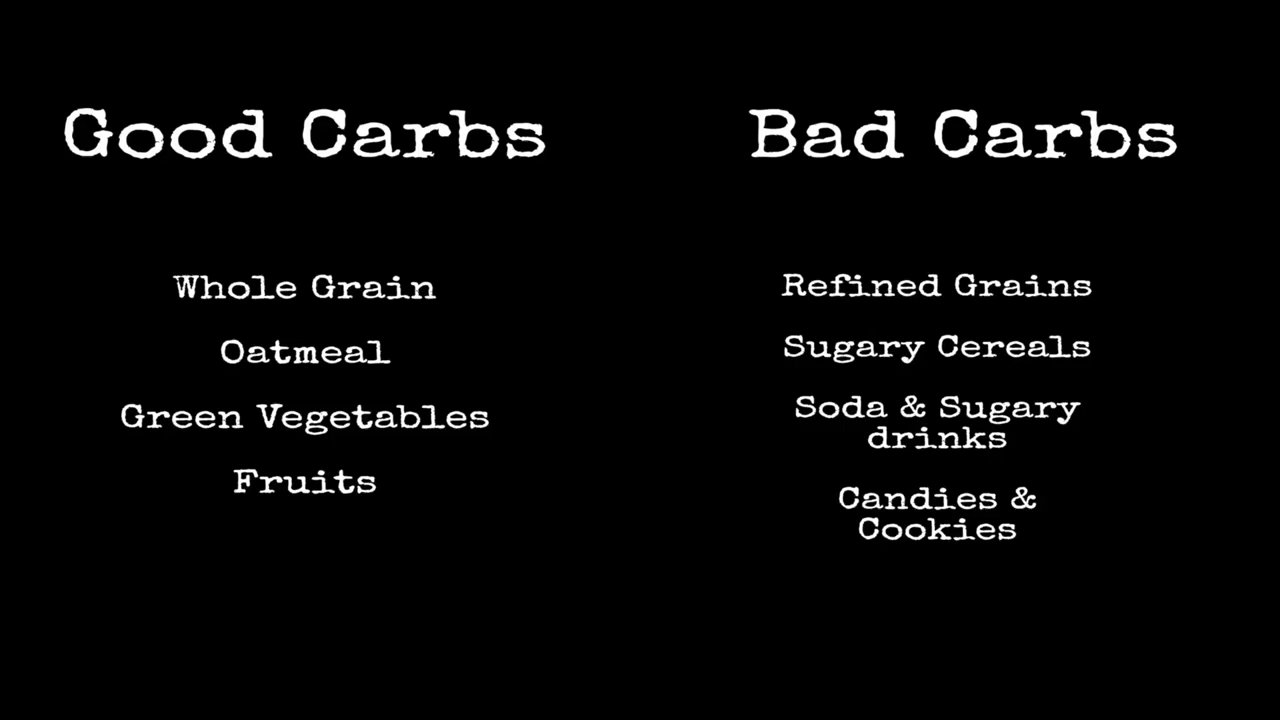 Good Carbs
Whole Grain
Oatmeal
Green Vegetables
Fruits
Bad Carbs
Refined Grains
Sugary Cereals
Soda & Sugary
drinks
Candies &
Cookies